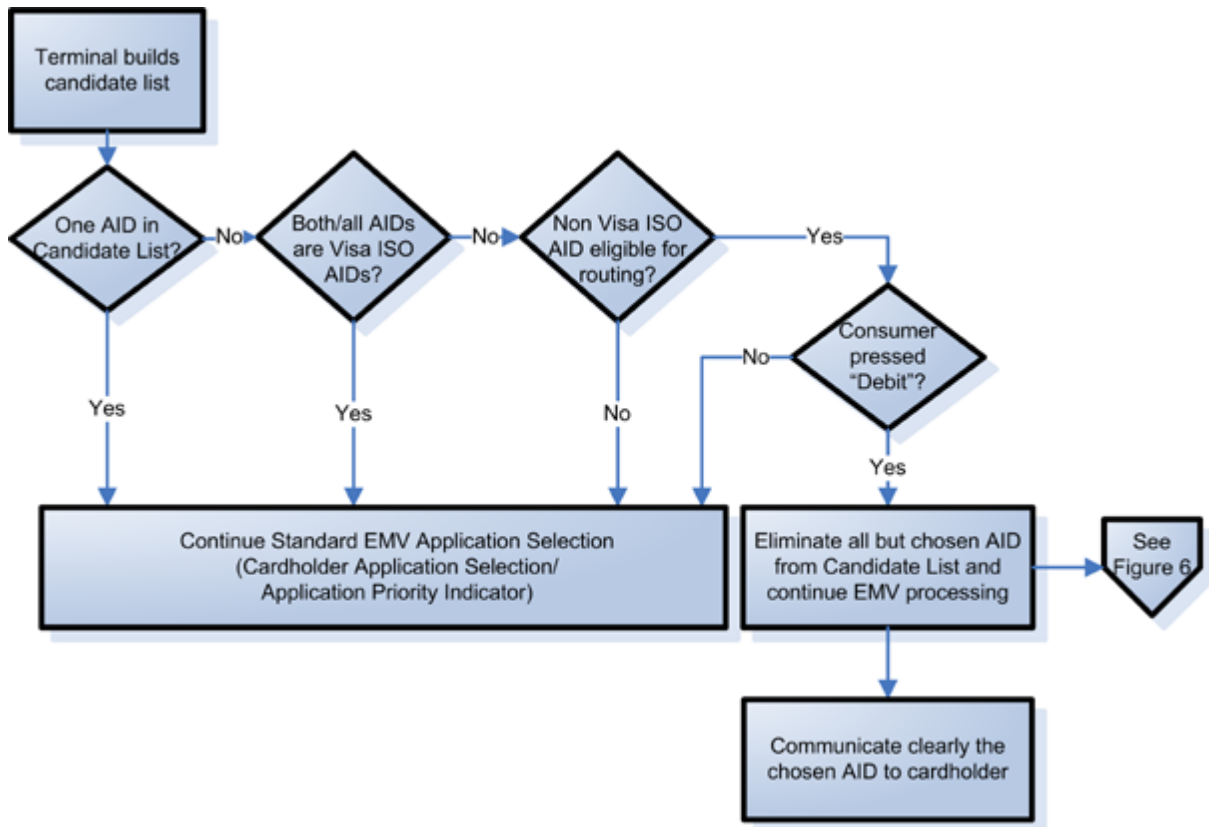 Terminal builds
candidate list
One AID in
Candidate List?
No
Both/all AIDs
are Visa ISO
AIDs?
No
Non Visa ISO
AID eligible for
routing?
Yes
Consumer
pressed
“Debit”?
No
Yes
Yes
No
Yes
Continue Standard EMV Application Selection
(Cardholder Application Selection/
Application Priority Indicator)
Eliminate all but chosen AID
from Candidate List and
continue EMV processing
See
Figure 6
Communicate clearly the
chosen AID to cardholder